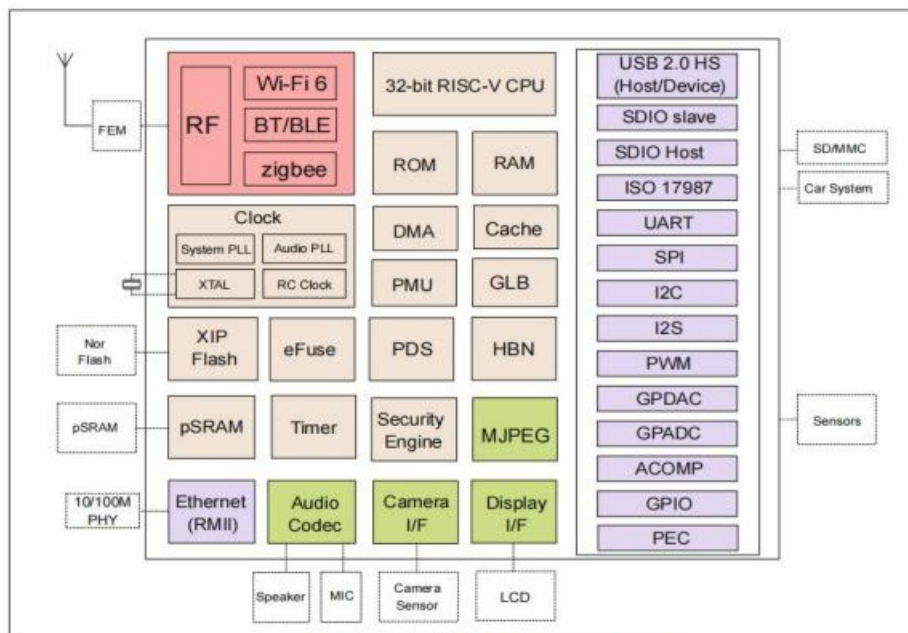 FEM
RF
Wi-Fi 6
BT/BLE
zigbee
32-bit RISC-V CPU
ROM
RAM
Clock
System PLL
Audio PLL
XTAL
RC Clock
DMA
Cache
PMU
GLB
Nor
Flash
XIP
Flash
eFuse
PDS
HBN
pSRAM
pSRAM
Timer
Security
Engine
MJPEG
10/100M
PHY
Ethernet
(RMII)
Audio
Codec
Camera
I/F
Display
I/F
Speaker
MIC
Camera
Sensor
LCD
USB 2.0 HS
(Host/Device)
SDIO slave
SDIO Host
ISO 17987
UART
SPI
I2C
I2S
PWM
GPDAC
GPADC
ACOMP
GPIO
PEC
SD/MMC
Car System
Sensors